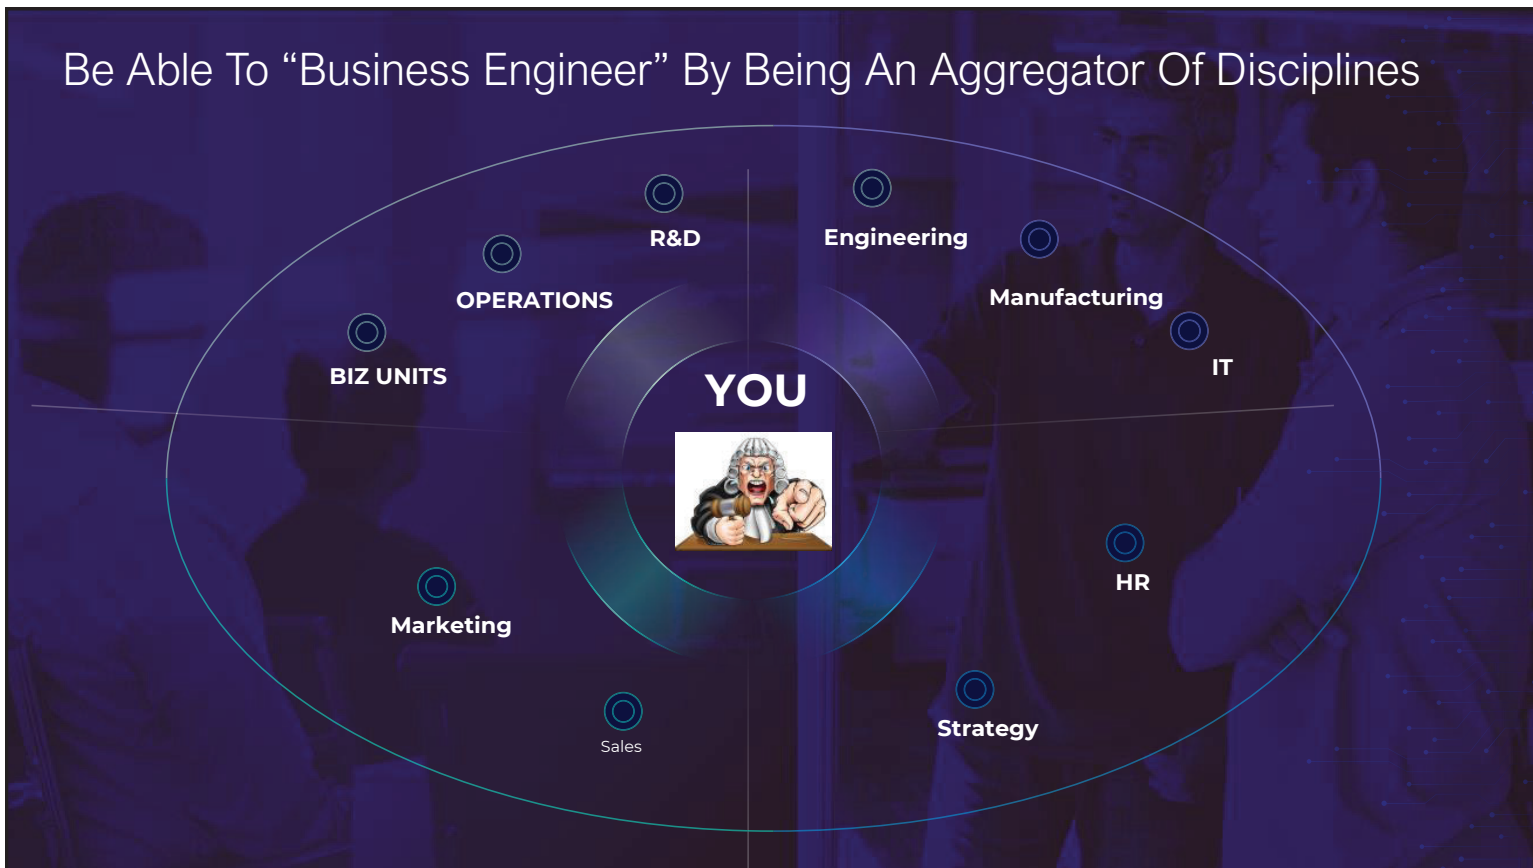 Be Able To “Business Engineer” By Being An Aggregator Of Disciplines
R&D
Engineering
OPERATIONS
Manufacturing
BIZ UNITS
IT
YOU
HR
Marketing
Strategy
Sales